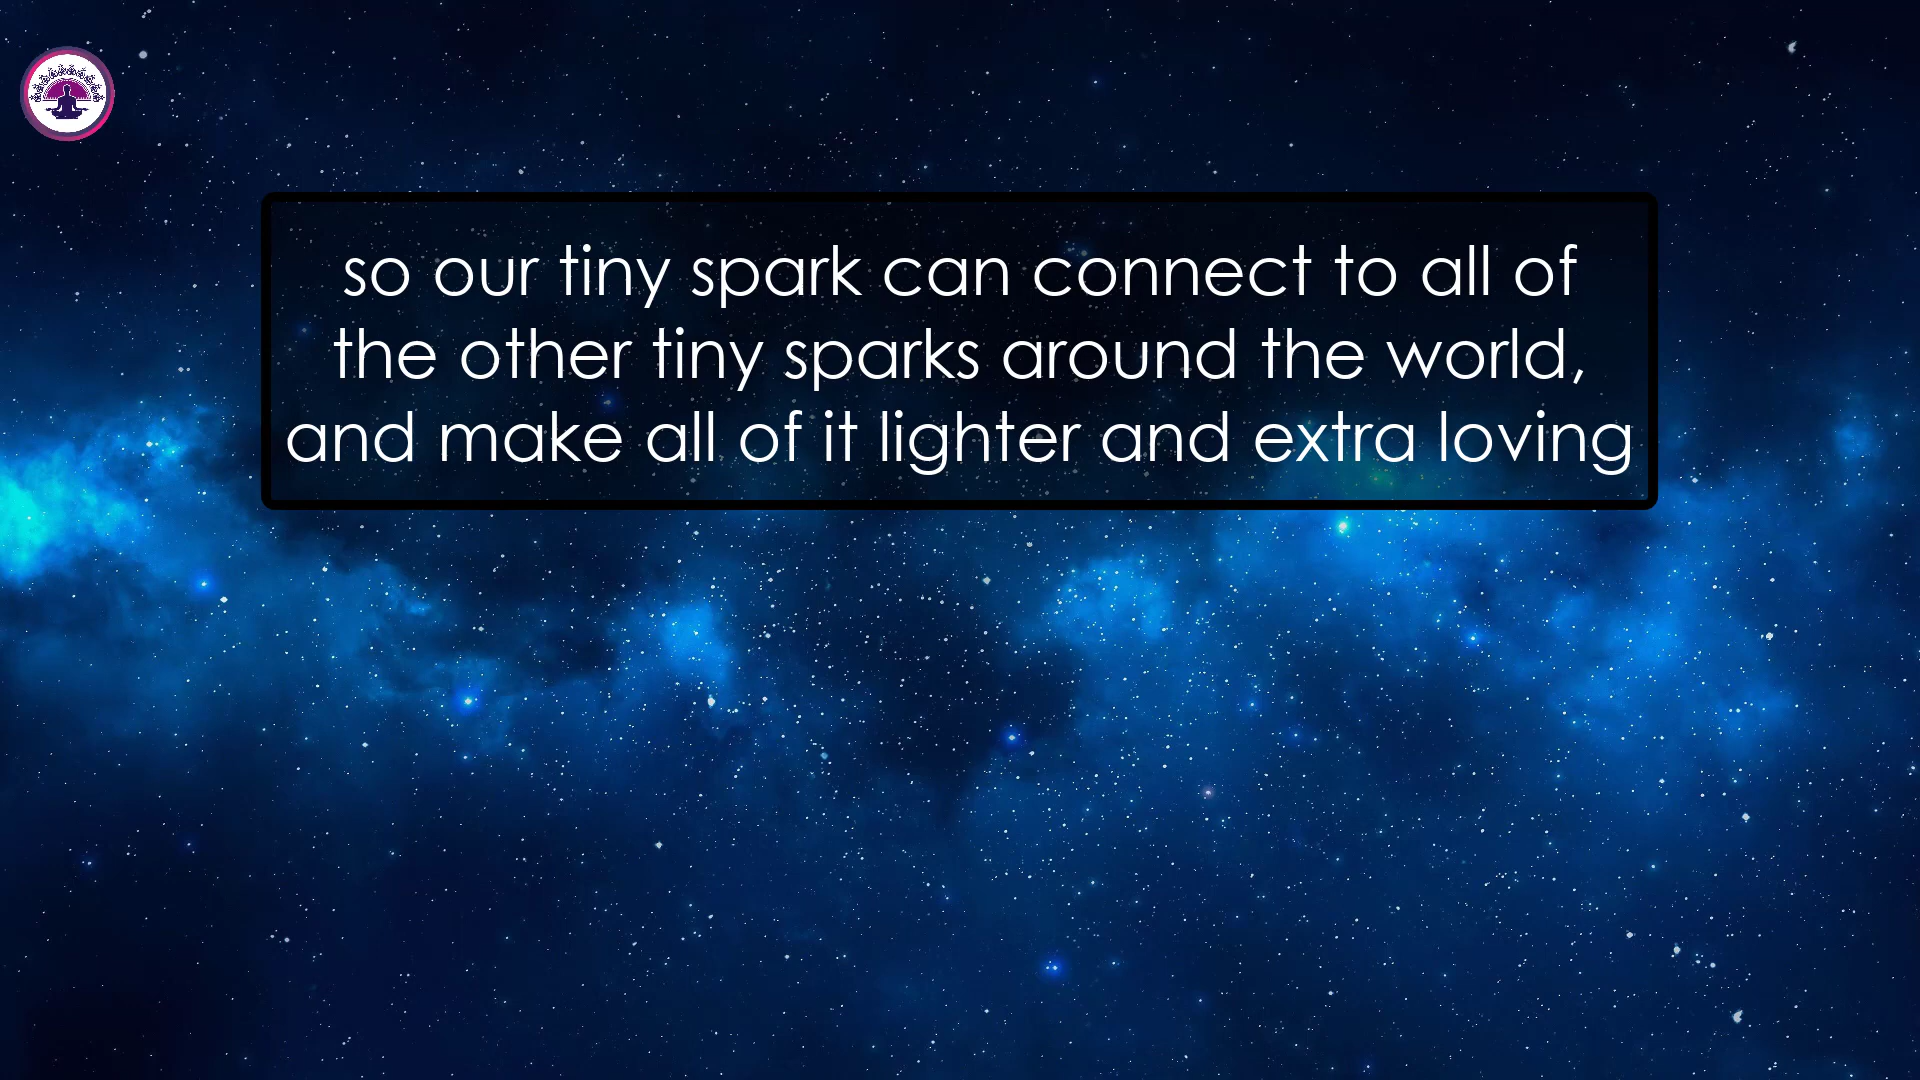 so our tiny spark can connect to all of
the other tiny sparks around the world,
and make all of it lighter and extra loving